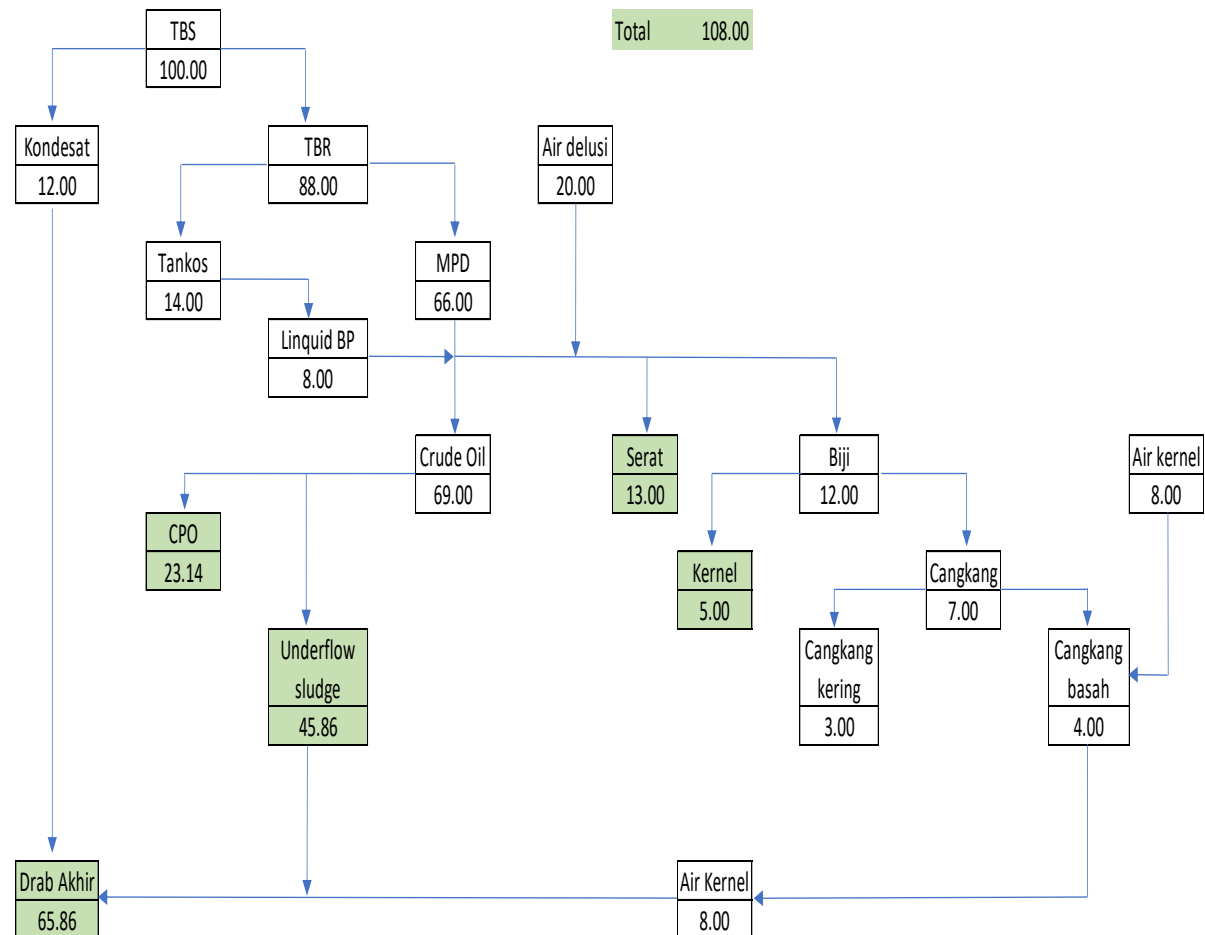 TBS
100.00
Total 108.00
Kondesat
12.00
TBR
88.00
Air delusi
20.00
Tankos
14.00
MPD
66.00
Linquid BP
8.00
Crude Oil
69.00
Serat
13.00
Biji
12.00
Air kernel
8.00
CPO
23.14
Kernel
5.00
Cangkang
7.00
Underflow
sludge
45.86
Cangkang
kering
3.00
Cangkang
basah
4.00
Drab Akhir
65.86
Air Kernel
8.00